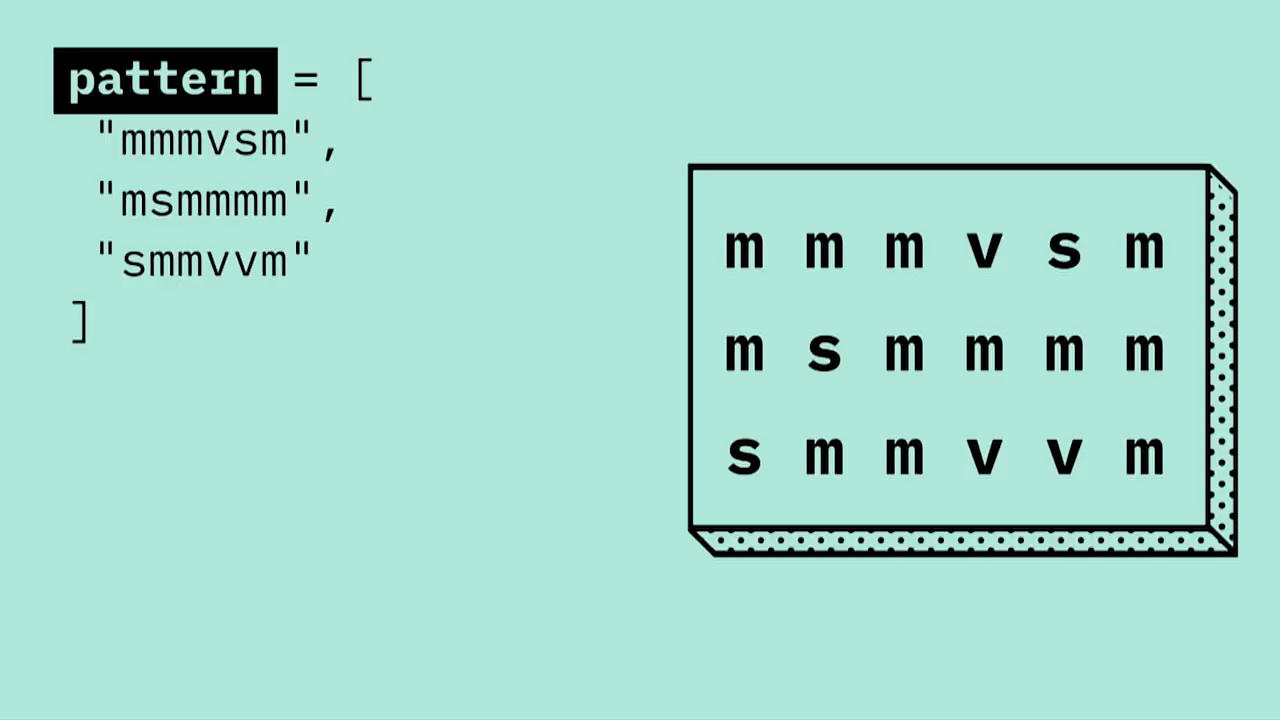 pattern = [
"mmmvsm",
"msmmmm",
"smmvvm"
]
m m m v s m
m s m m m m
s m m v v m